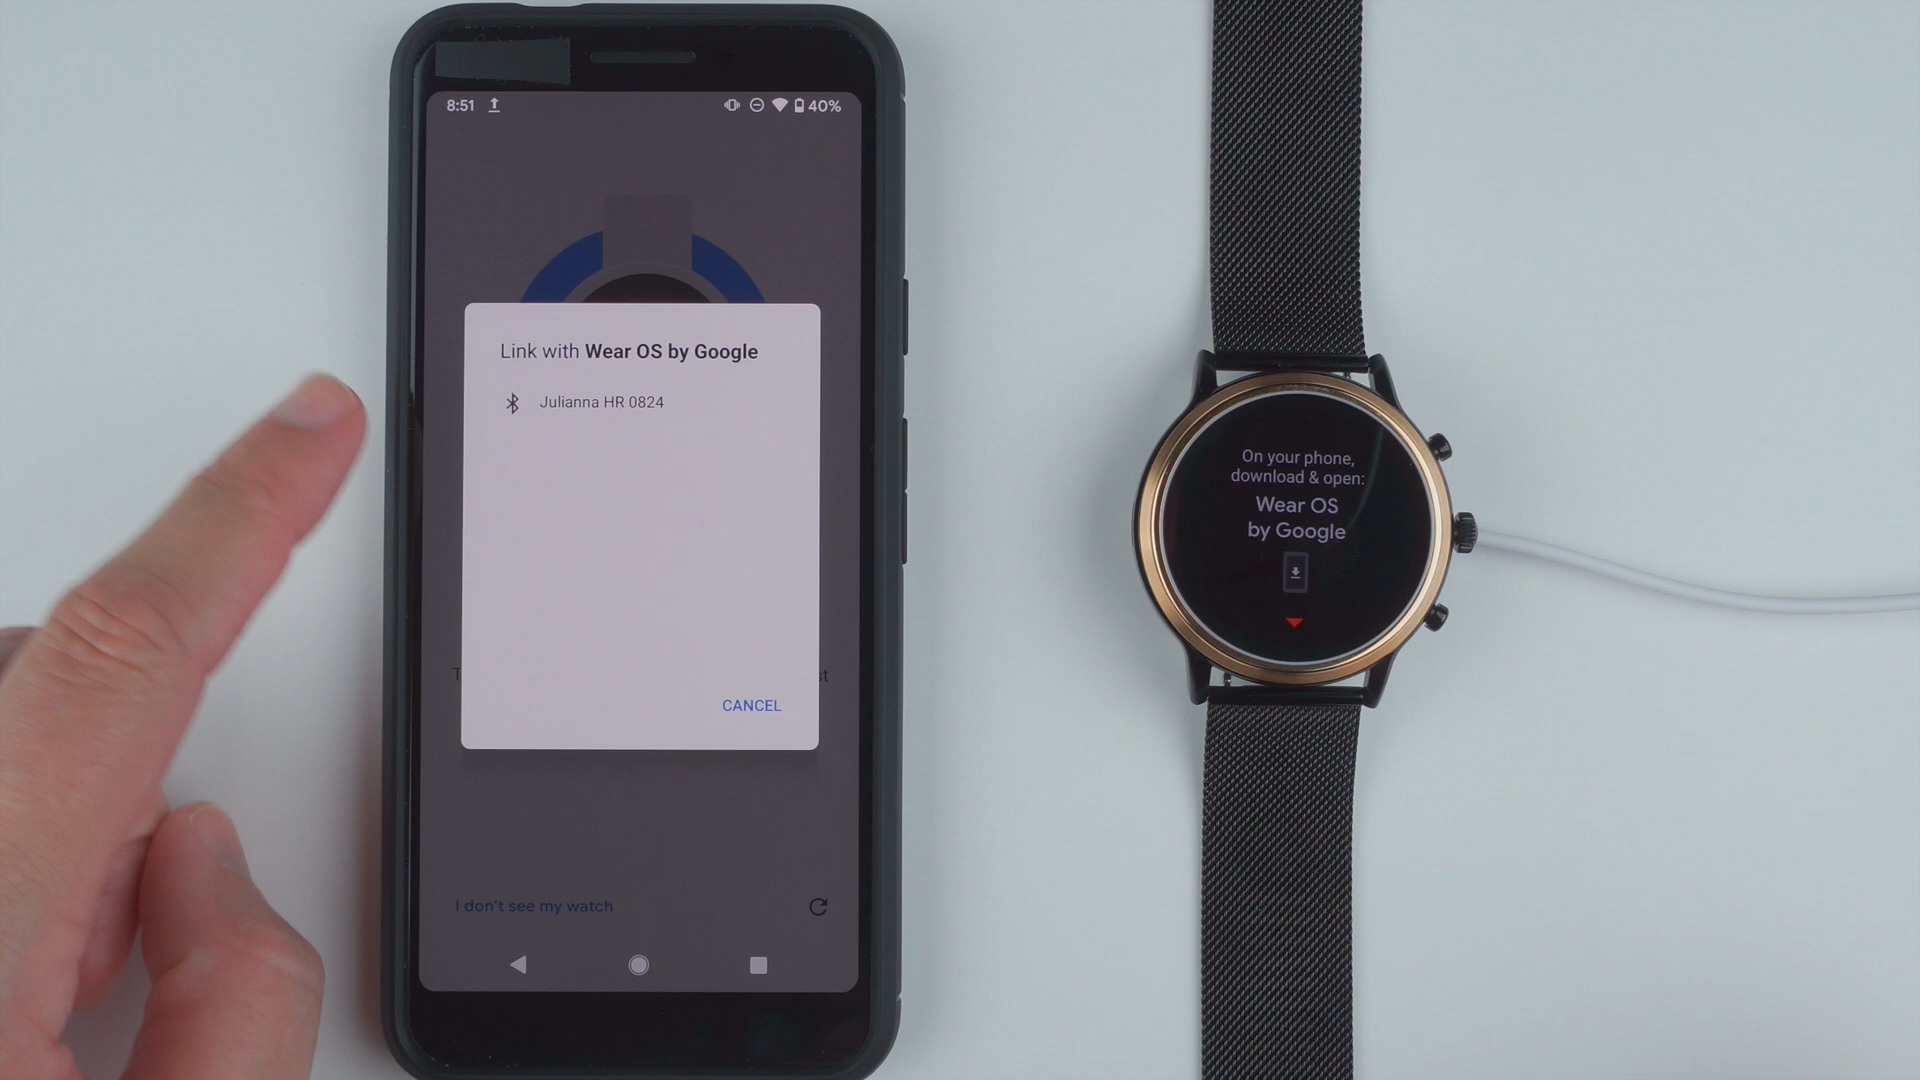 8:51 40%
Link with Wear OS by Google
Julianna HR 0824
CANCEL
I don't see my watch
On your phone,
download & open:
Wear OS
by Google